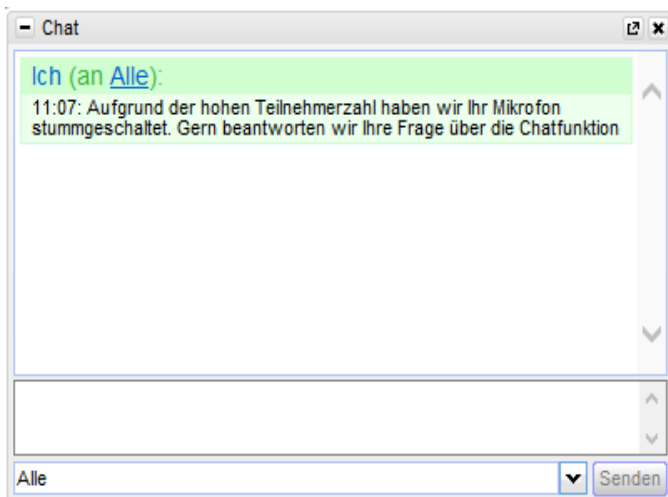 Chat
Ich (an Alle):
11:07: Aufgrund der hohen Teilnehmerzahl haben wir Ihr Mikrofon
stummgeschaltet. Gern beantworten wir Ihre Frage über die Chatfunktion
Alle
Senden